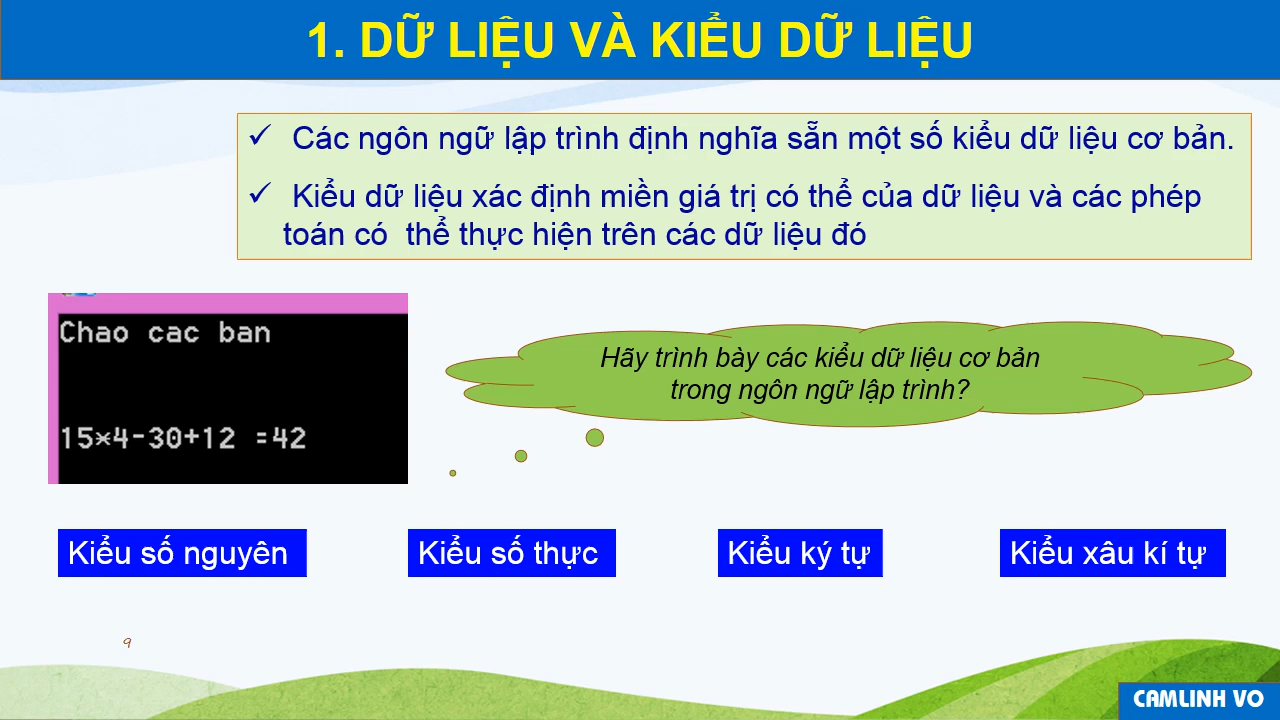 1. DỮ LIỆU VÀ KIỂU DỮ LIỆU
✓ Các ngôn ngữ lập trình định nghĩa sẵn một số kiểu dữ liệu cơ bản.
✓ Kiểu dữ liệu xác định miền giá trị có thể của dữ liệu và các phép
toán có thể thực hiện trên các dữ liệu đó
Chao cac ban
15*4-30+12 =42
Hãy trình bày các kiểu dữ liệu cơ bản
trong ngôn ngữ lập trình?
Kiểu số nguyên
Kiểu số thực
Kiểu ký tự
Kiểu xâu kí tự
9
CAMLINH VO